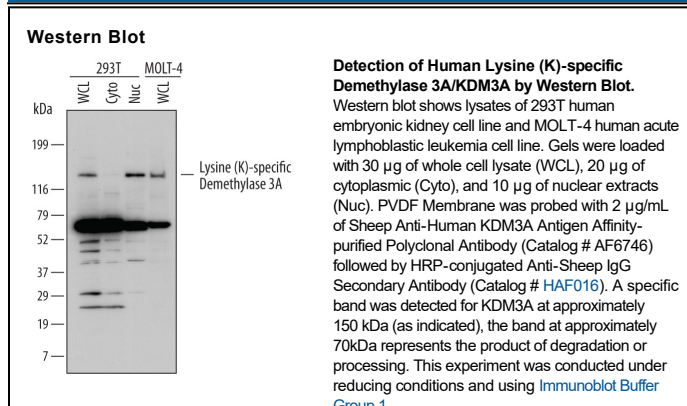 Western Blot
293T MOLT-4
WCL Cyto Nuc WCL
kDa
199
116
79
52
37
29
19
7
Lysine (K)-specific
Demethylase 3A
Detection of Human Lysine (K)-specific
Demethylase 3A/KDM3A by Western Blot.
Western blot shows lysates of 293T human
embryonic kidney cell line and MOLT-4 human acute
lymphoblastic leukemia cell line. Gels were loaded
with 30 µg of whole cell lysate (WCL), 20 µg of
cytoplasmic (Cyto), and 10 µg of nuclear extracts
(Nuc). PVDF Membrane was probed with 2 µg/mL
of Sheep Anti-Human KDM3A Antigen Affinity-
purified Polyclonal Antibody (Catalog # AF6746)
followed by HRP-conjugated Anti-Sheep IgG
Secondary Antibody (Catalog # HAF016). A specific
band was detected for KDM3A at approximately
150 kDa (as indicated), the band at approximately
70kDa represents the product of degradation or
processing. This experiment was conducted under
reducing conditions and using Immunoblot Buffer
Group 1